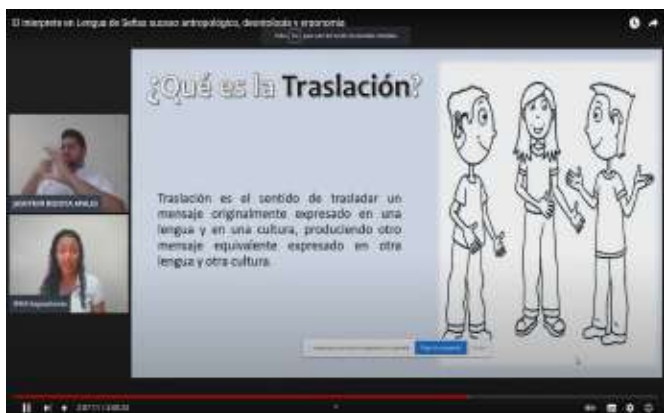 El interprete en Lengua de Señas suceso antropológico, deontología y ergonomía
¿Qué es la Traslación?
Traslación es el sentido de trasladar un
mensaje originalmente expresado en una
lengua y en una cultura, produciendo otro
mensaje equivalente expresado en otra
lengua y otra cultura.